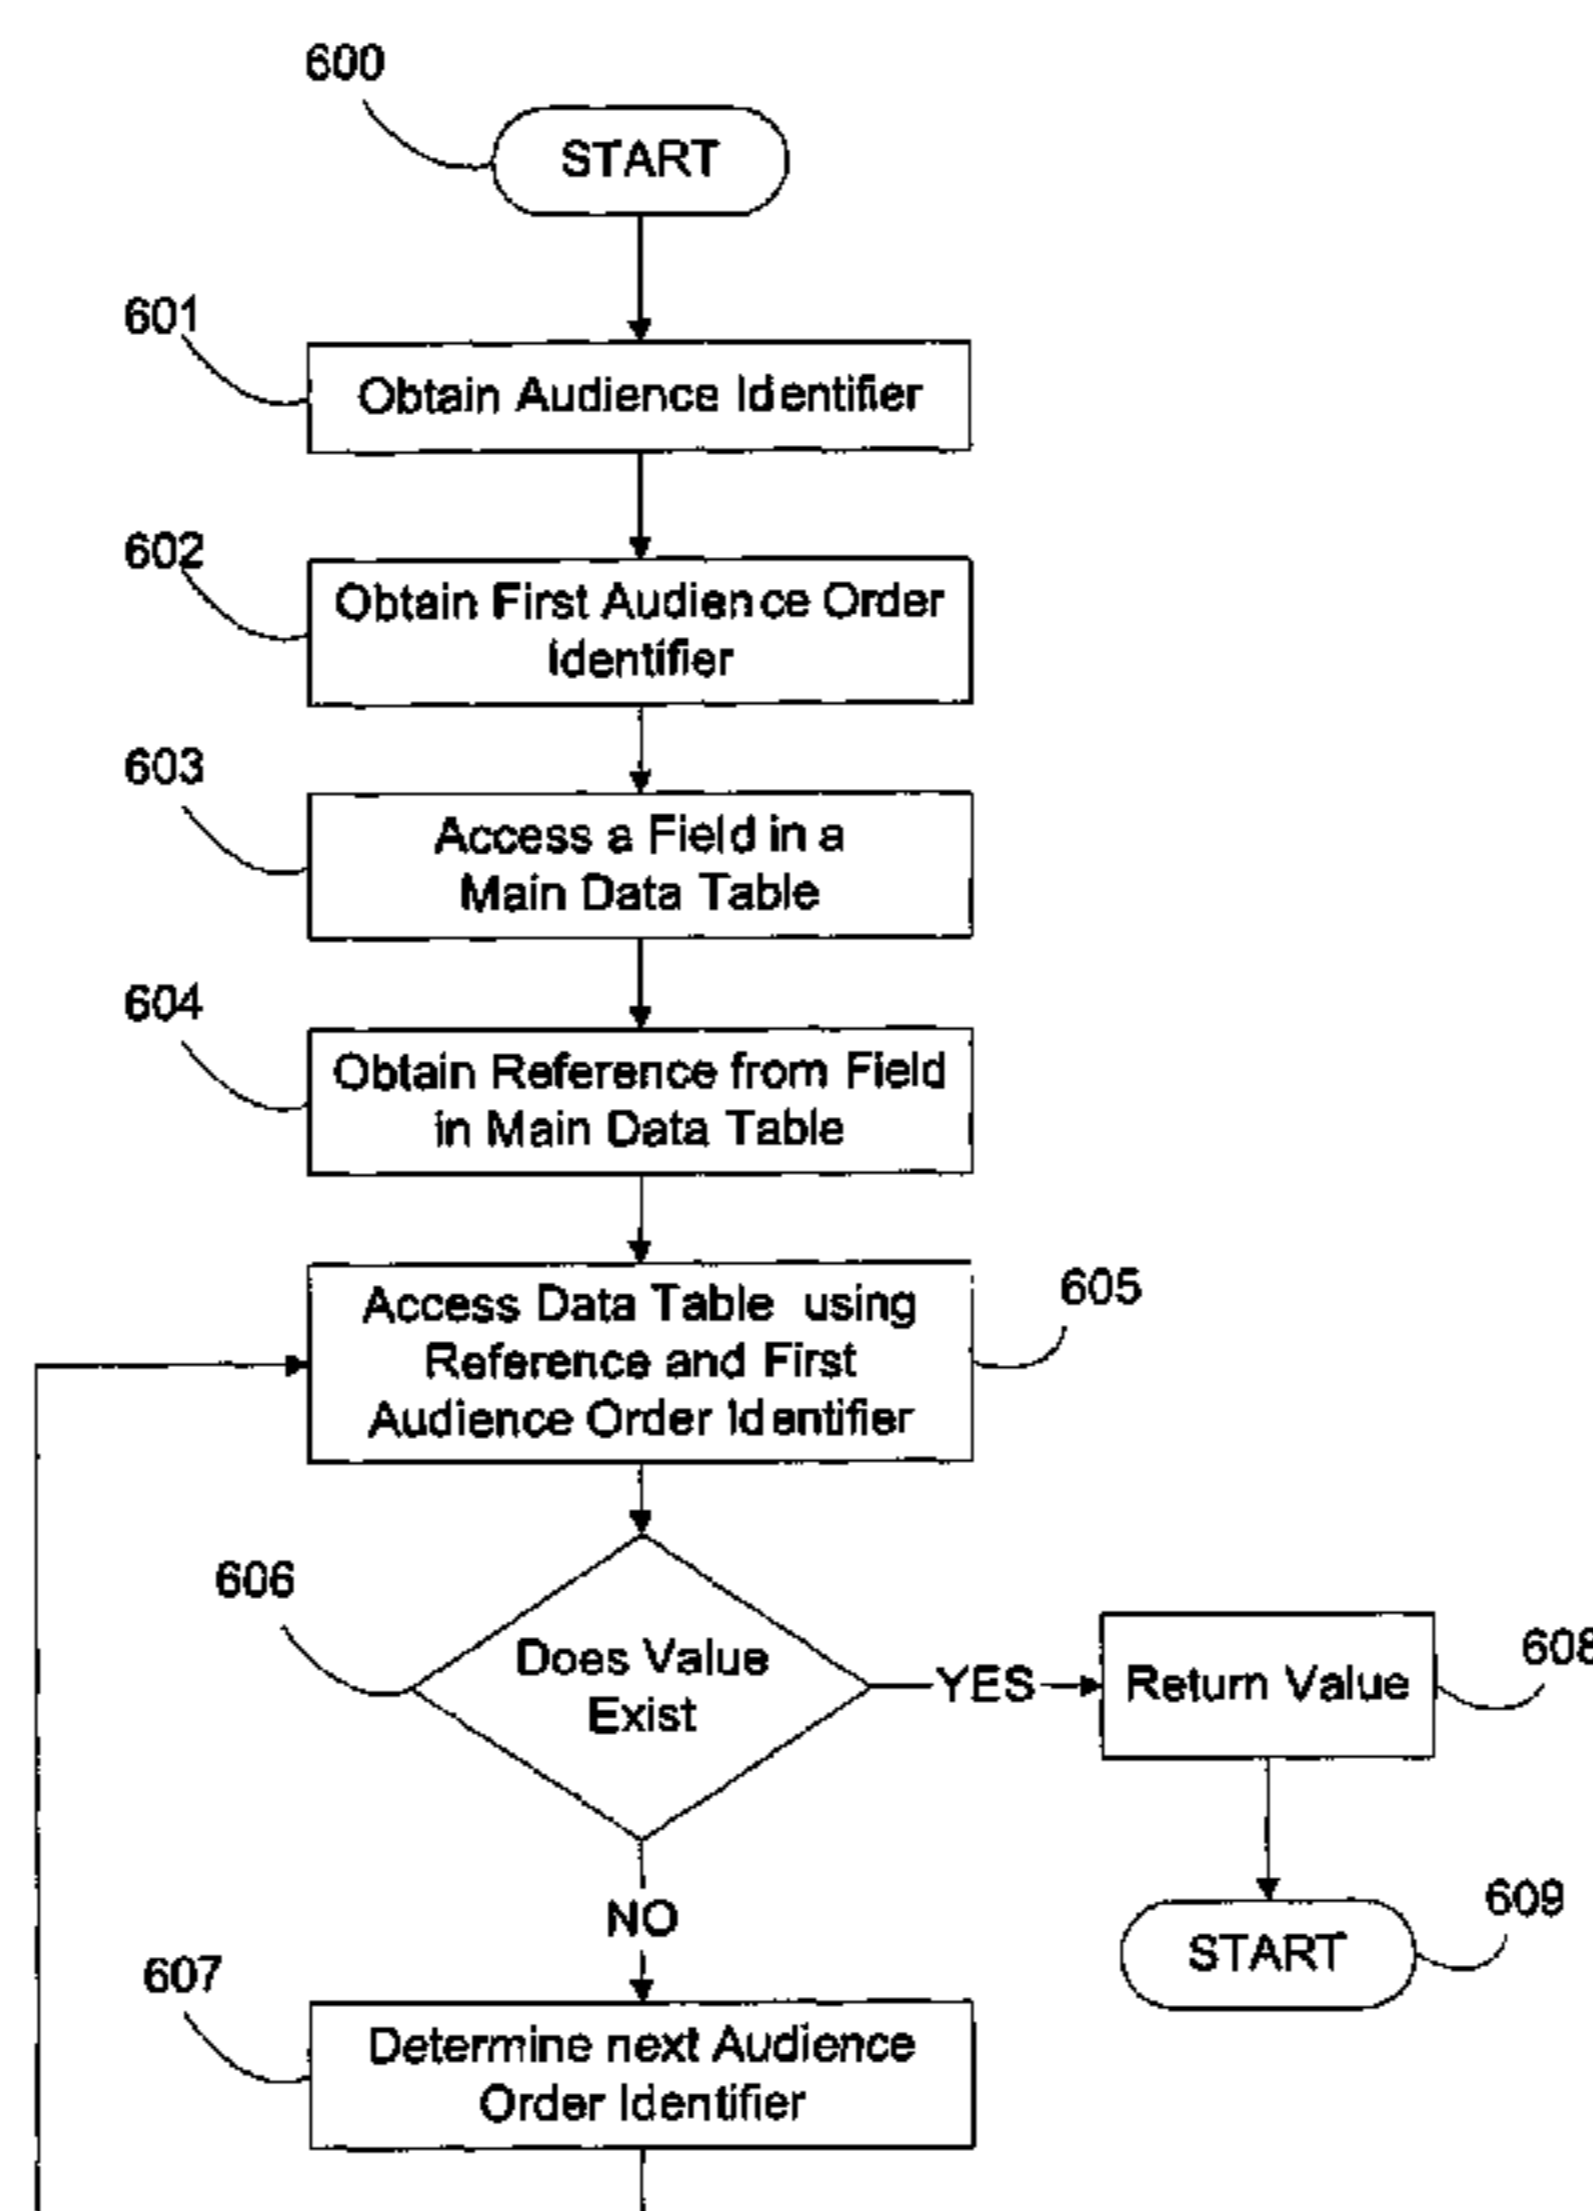 600
START
601
Obtain Audience Identifier
602
Obtain First Audience Order
Identifier
603
Access a Field in a
Main Data Table
604
Obtain Reference from Field
in Main Data Table
605
Access Data Table using
Reference and First
Audience Order Identifier
606
Does Value
Exist
YES
Return Value
608
NO
START
609
607
Determine next Audience
Order Identifier